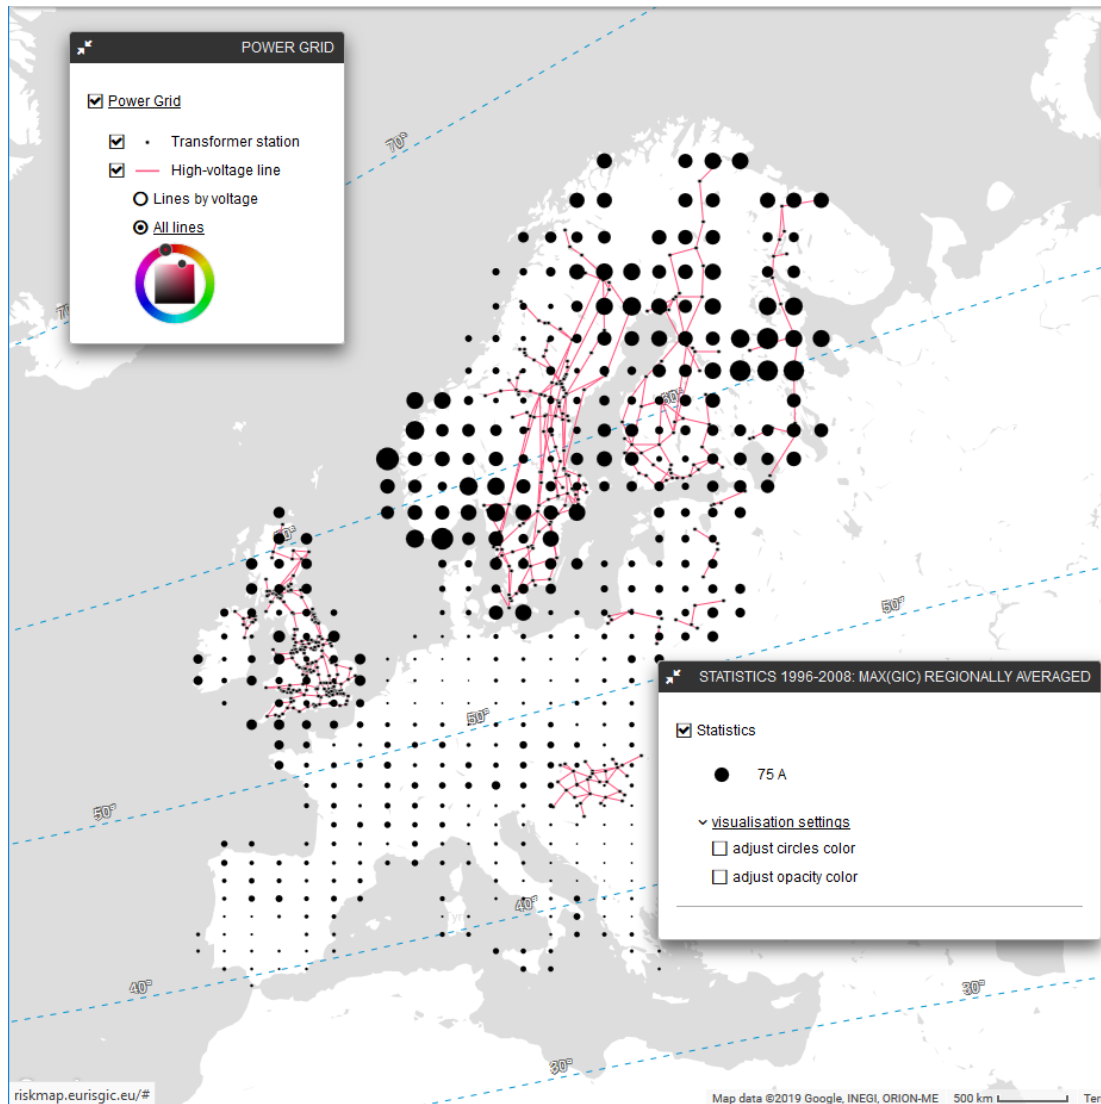 POWER GRID
Power Grid
Transformer station
High-voltage line
Lines by voltage
All lines
70°
60°
50°
50°
STATISTICS 1996-2008: MAX(GIC) REGIONALLY AVERAGED
Statistics
75 A
visualisation settings
adjust circles color
adjust opacity color
50°
40°
40°
30°
30°
riskmap.eurisgic.eu/#
Map data ©2019 Google, INEGI, ORION-ME
500 km